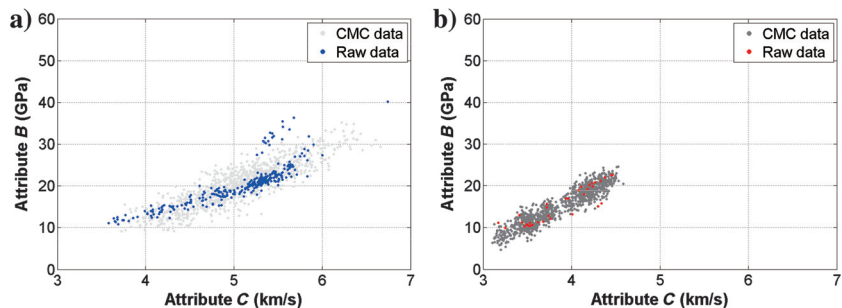 a)
60
50
40
30
20
10
0
Attribute B (GPa)
CMC data
Raw data
3 4 5 6 7
Attribute C (km/s)
b)
60
50
40
30
20
10
0
Attribute B (GPa)
CMC data
Raw data
3 4 5 6 7
Attribute C (km/s)